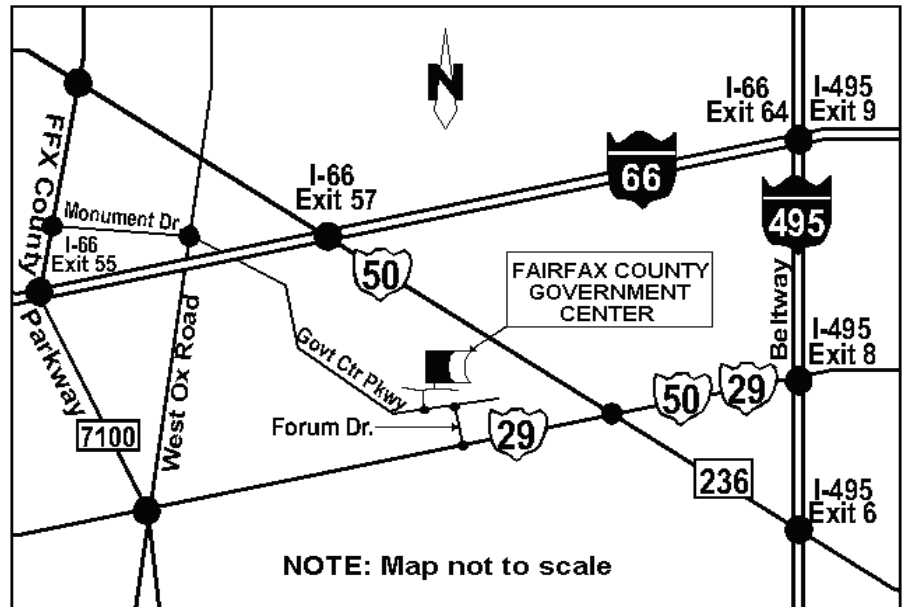 N
I-66
Exit 64
I-495
Exit 9
66
495
FFX County
Parkway
Monument Dr
I-66
Exit 55
I-66
Exit 57
50
FAIRFAX COUNTY
GOVERNMENT
CENTER
Beltway
I-495
Exit 8
West Ox Road
Govt Ctr Pkwy
Forum Dr.
29
50
29
7100
236
I-495
Exit 6
NOTE: Map not to scale